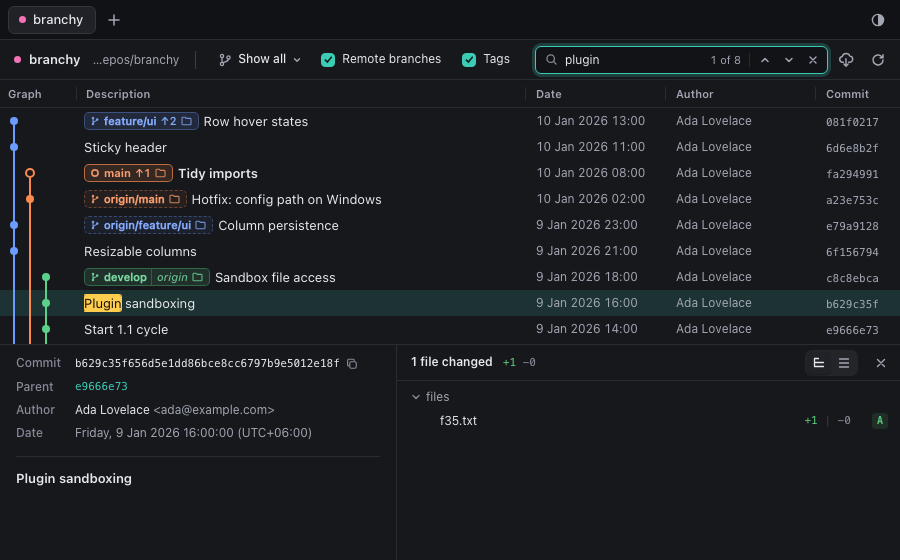 branchy
branchy ...epos/branchy Show all Remote branches Tags plugin 1 of 8
Graph Description Date Author Commit
feature/ui ↑2 Row hover states 10 Jan 2026 13:00 Ada Lovelace 081f0217
Sticky header 10 Jan 2026 11:00 Ada Lovelace 6d6e8b2f
main ↑1 Tidy imports 10 Jan 2026 08:00 Ada Lovelace fa294991
origin/main Hotfix: config path on Windows 10 Jan 2026 02:00 Ada Lovelace a23e753c
origin/feature/ui Column persistence 9 Jan 2026 23:00 Ada Lovelace e79a9128
Resizable columns 9 Jan 2026 21:00 Ada Lovelace 6f156794
develop origin Sandbox file access 9 Jan 2026 18:00 Ada Lovelace c8c8ebca
Plugin sandboxing 9 Jan 2026 16:00 Ada Lovelace b629c35f
Start 1.1 cycle 9 Jan 2026 14:00 Ada Lovelace e9666e73
Commit b629c35f656d5e1dd86bce8cc6797b9e5012e18f
Parent e9666e73
Author Ada Lovelace <ada@example.com>
Date Friday, 9 Jan 2026 16:00:00 (UTC+06:00)
Plugin sandboxing
1 file changed +1 −0
files
f35.txt +1 −0 A